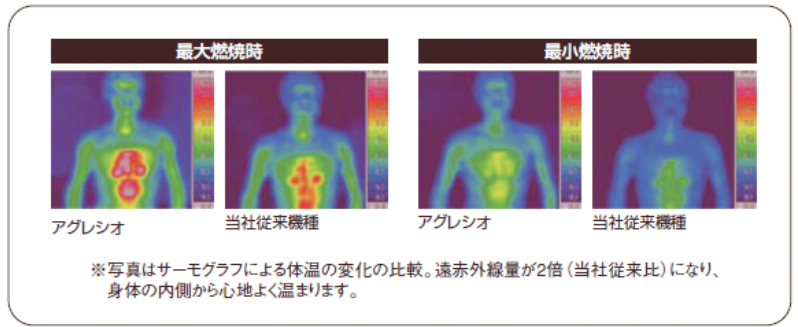 最大燃焼時
最小燃焼時
アグレシオ
当社従来機種
アグレシオ
当社従来機種
※写真はサーモグラフによる体温の変化の比較。遠赤外線量が2倍（当社従来比）になり、
身体の内側から心地よく温まります。